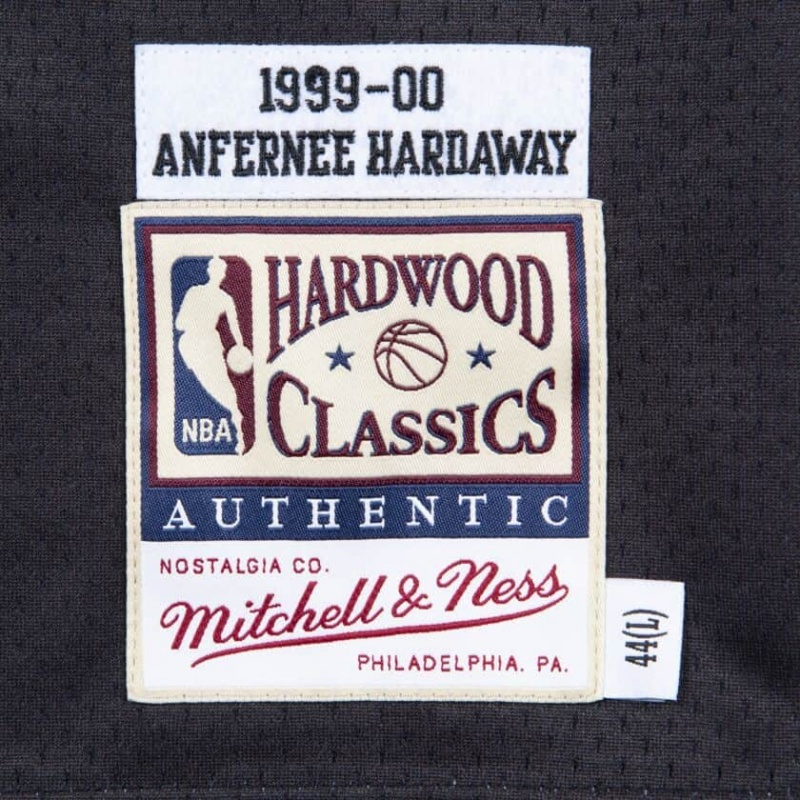 1999-00
ANFERNEE HARDAWAY
HARDWOOD
CLASSICS
NBA
AUTHENTIC
NOSTALGIA CO.
Mitchell & Ness
PHILADELPHIA. PA.
44(L)